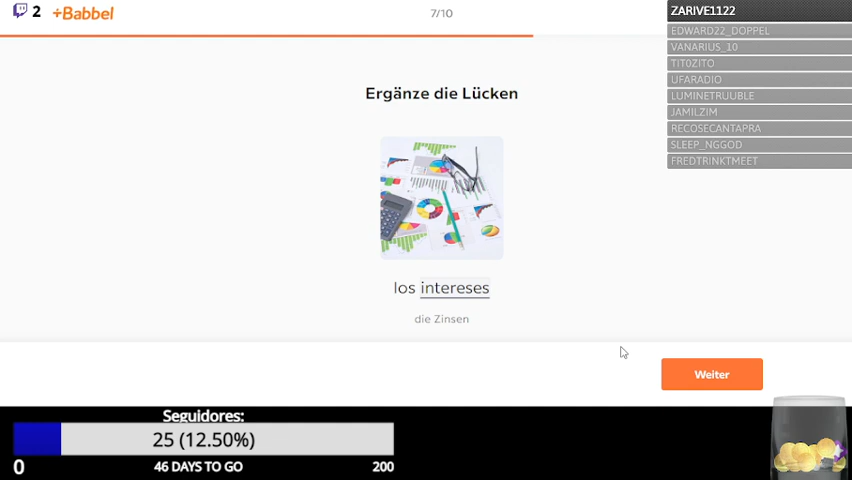 2 +Babbel
7/10
Ergänze die Lücken
los intereses
die Zinsen
Weiter
ZARIVE1122
EDWARD22_DOPPEL
VANARIUS_10
TIT0ZITO
UFARADIO
LUMINETRUUBLE
JAMILZIM
RECOSECANTAPRA
SLEEP_NGGOD
FREDTRINKTMEET
Seguidores:
25 (12.50%)
0 46 DAYS TO GO 200